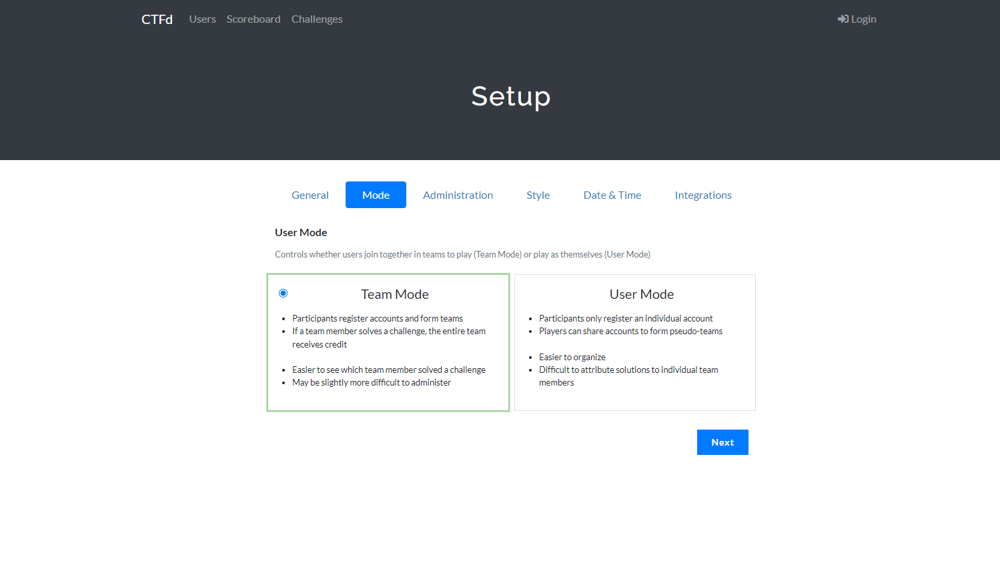 CTFd Users Scoreboard Challenges Login
Setup
General Mode Administration Style Date & Time Integrations
User Mode
Controls whether users join together in teams to play (Team Mode) or play as themselves (User Mode)
Team Mode
Participants register accounts and form teams
If a team member solves a challenge, the entire team
receives credit
Easier to see which team member solved a challenge
May be slightly more difficult to administer
User Mode
Participants only register an individual account
Players can share accounts to form pseudo-teams
Easier to organize
Difficult to attribute solutions to individual team
members
Next